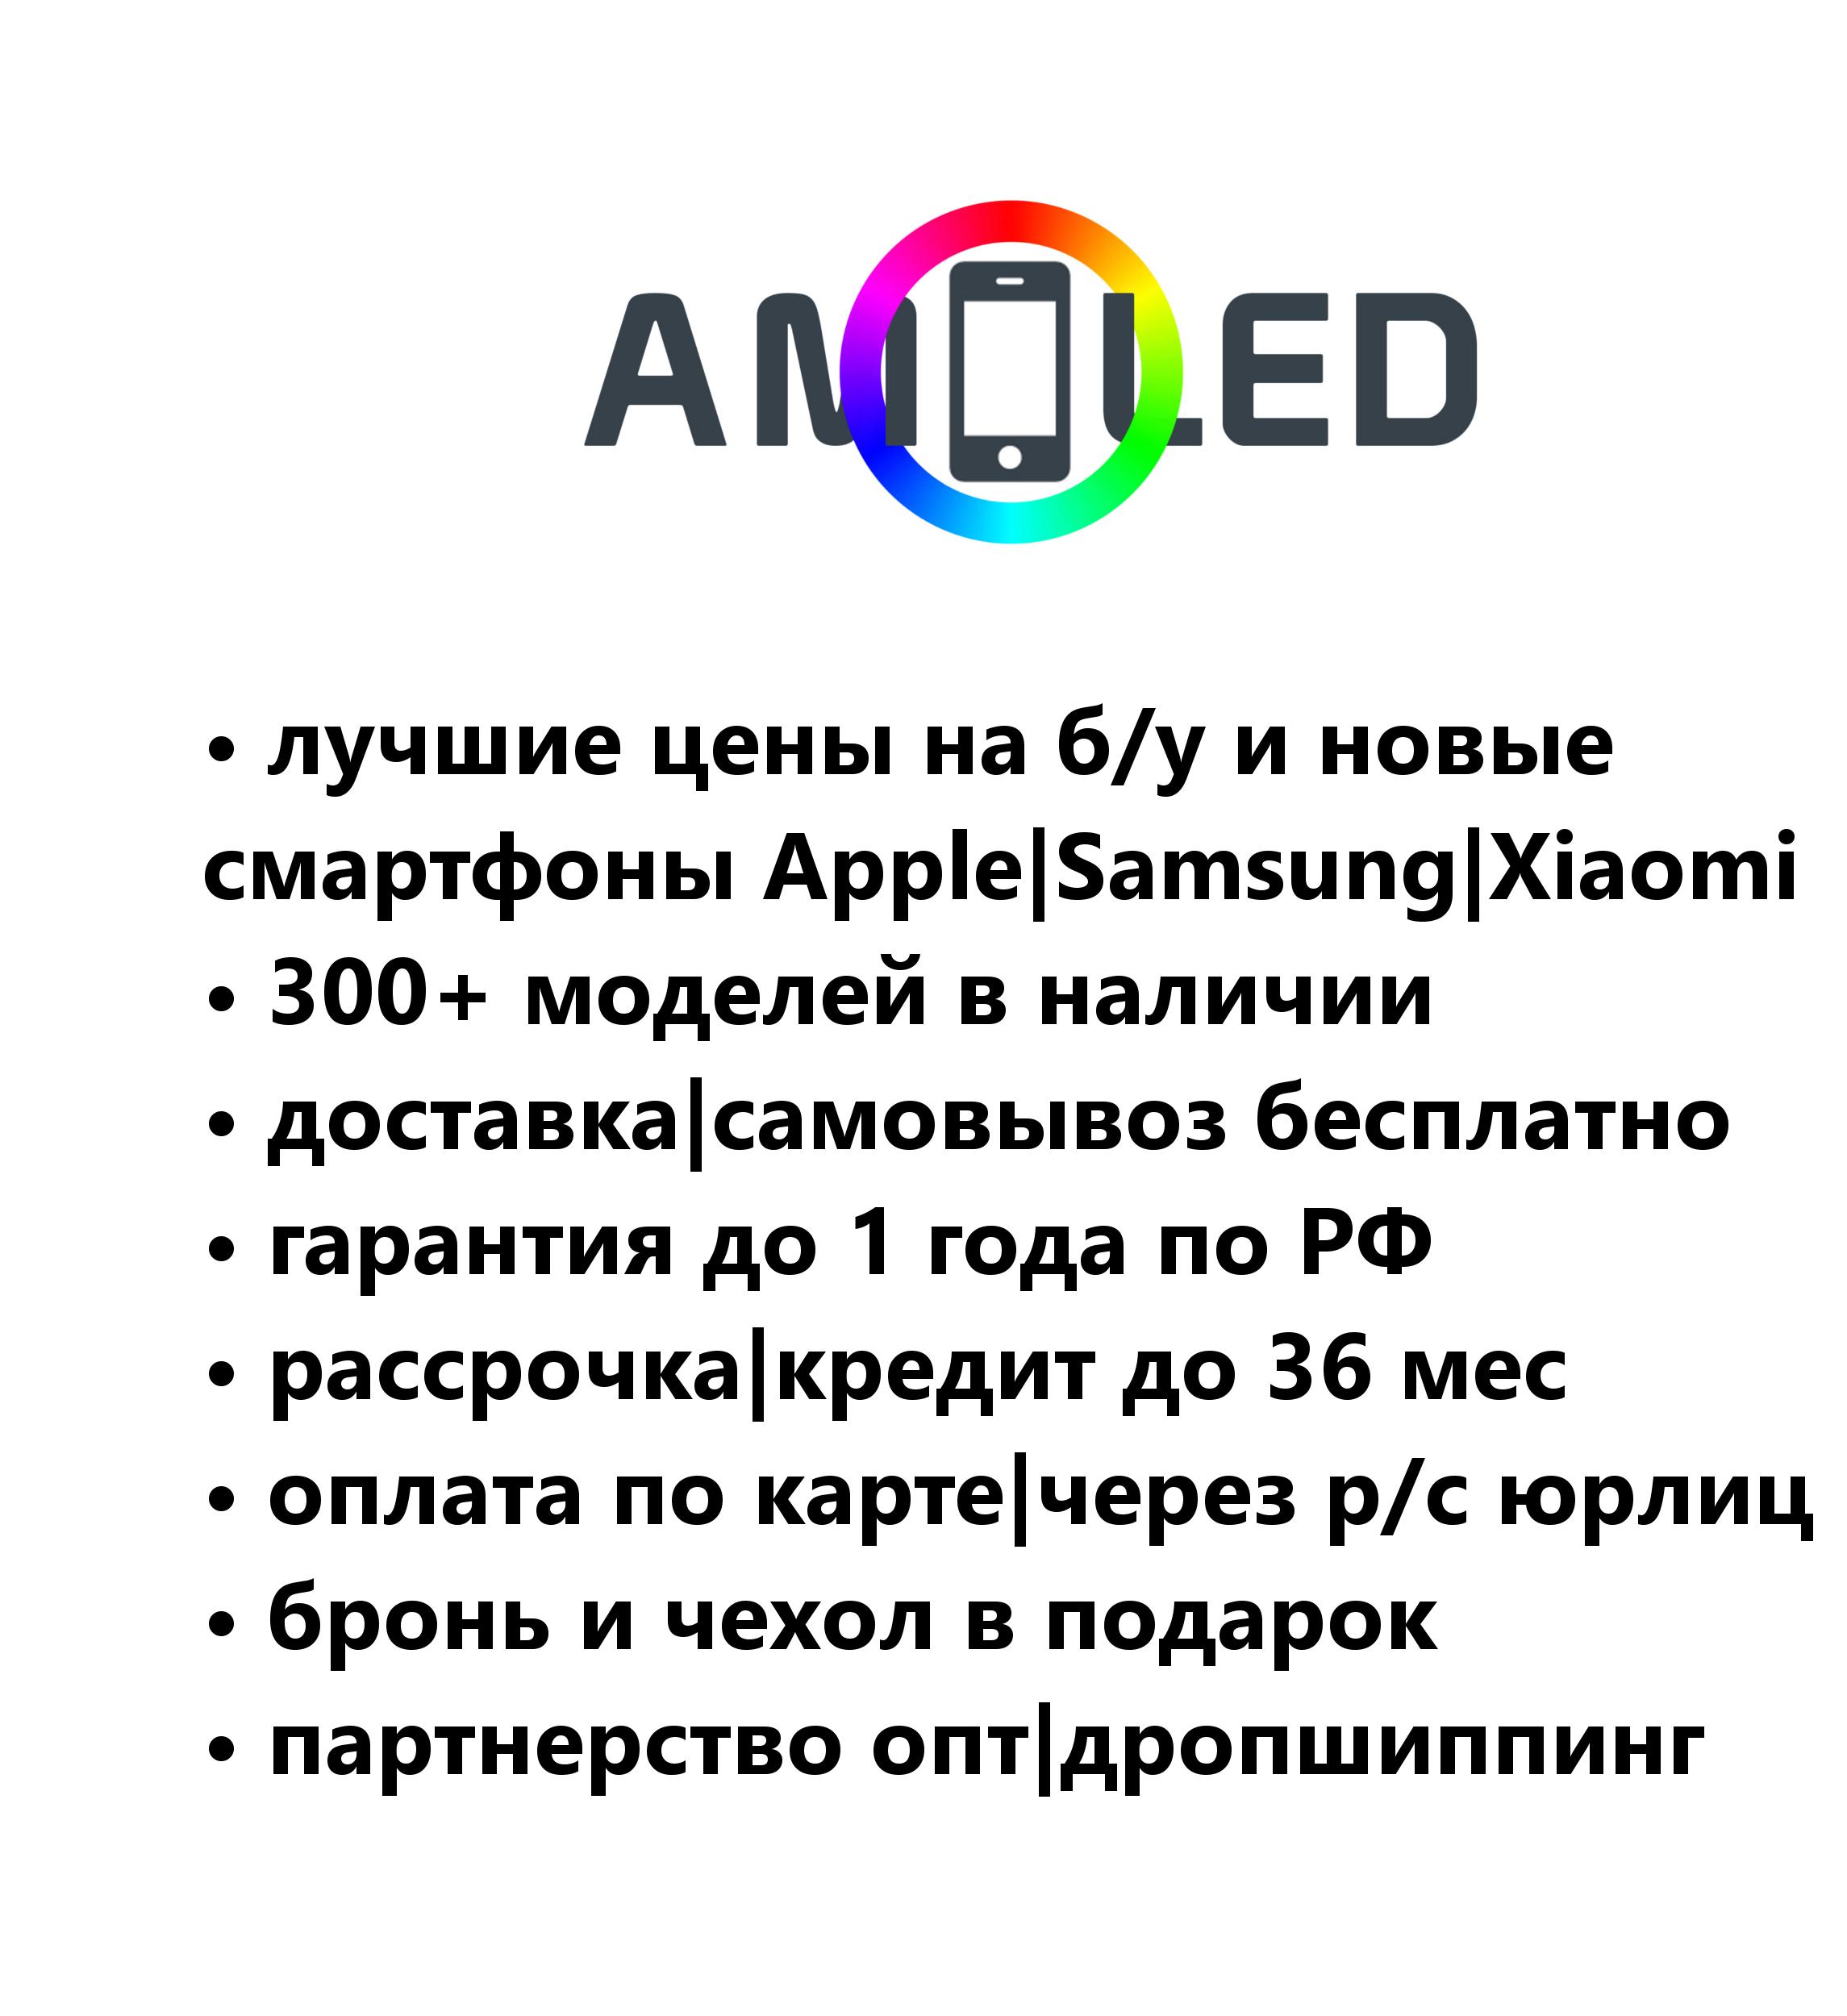 AMOLED
• лучшие цены на б/у и новые
смартфоны Apple|Samsung|Xiaomi
• 300+ моделей в наличии
• доставка|самовывоз бесплатно
• гарантия до 1 года по РФ
• рассрочка|кредит до 36 мес
• оплата по карте|через р/с юрлиц
• бронь и чехол в подарок
• партнерство опт|дропшиппинг